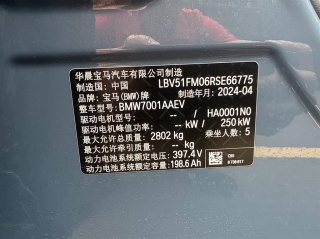 华晨宝马汽车有限公司制造
制造国：中国 LBV51FM06RSE66775
品牌：宝马(BMW)牌 制造年月：2024-04
整车型号：BMW7001AAEV
驱动电机型号： -- / HA0001N0
驱动电机峰值功率： -- kW / 250 kW
最大允许总质量：2802 kg 乘坐人数：5
最大允许牵引质量： -- kg
动力电池系统额定电压：397.4 V
动力电池系统额定容量：198.6 Ah